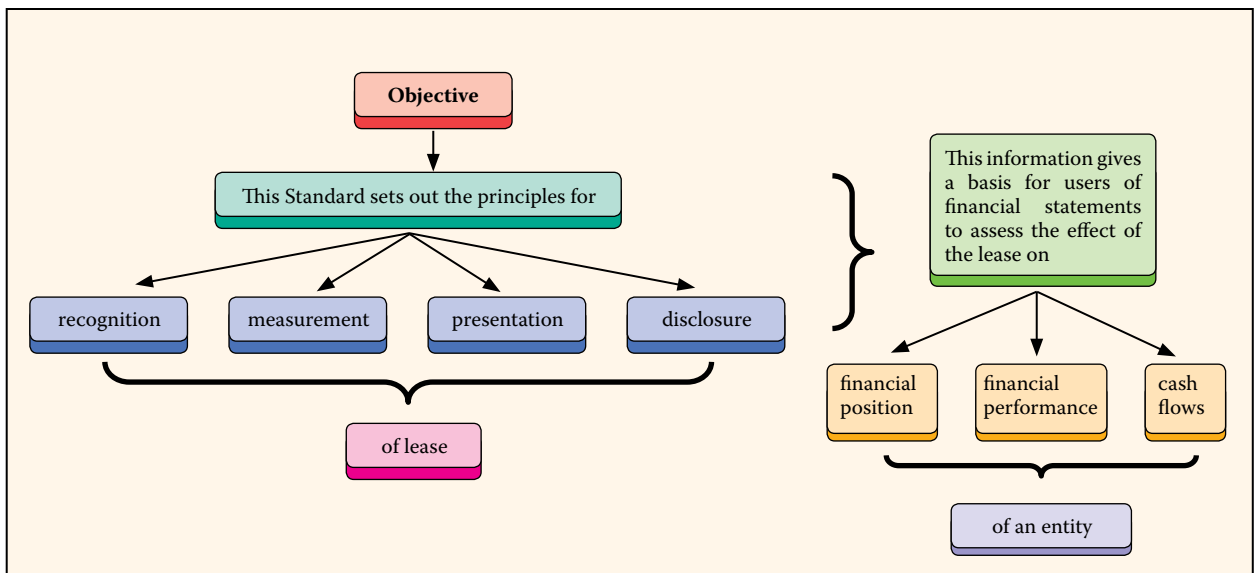 Objective
This Standard sets out the principles for
recognition
measurement
presentation
disclosure
of lease
This information gives
a basis for users of
financial statements
to assess the effect of
the lease on
financial
position
financial
performance
cash
flows
of an entity